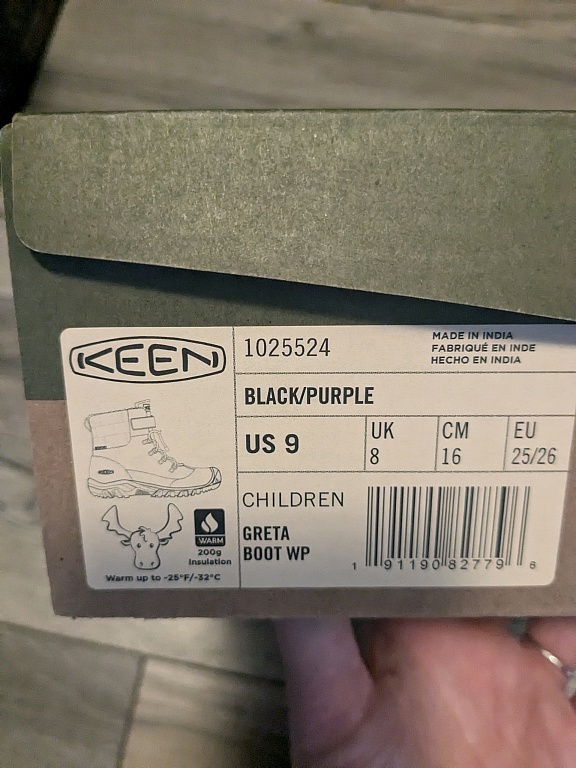 KEEN
1025524
MADE IN INDIA
FABRIQUÉ EN INDE
HECHO EN INDIA
BLACK/PURPLE
US 9
UK
8
CM
16
EU
25/26
CHILDREN
GRETA
BOOT WP
WARM
200g
Insulation
Warm up to -25°F/-32°C
1 91190 82779 6